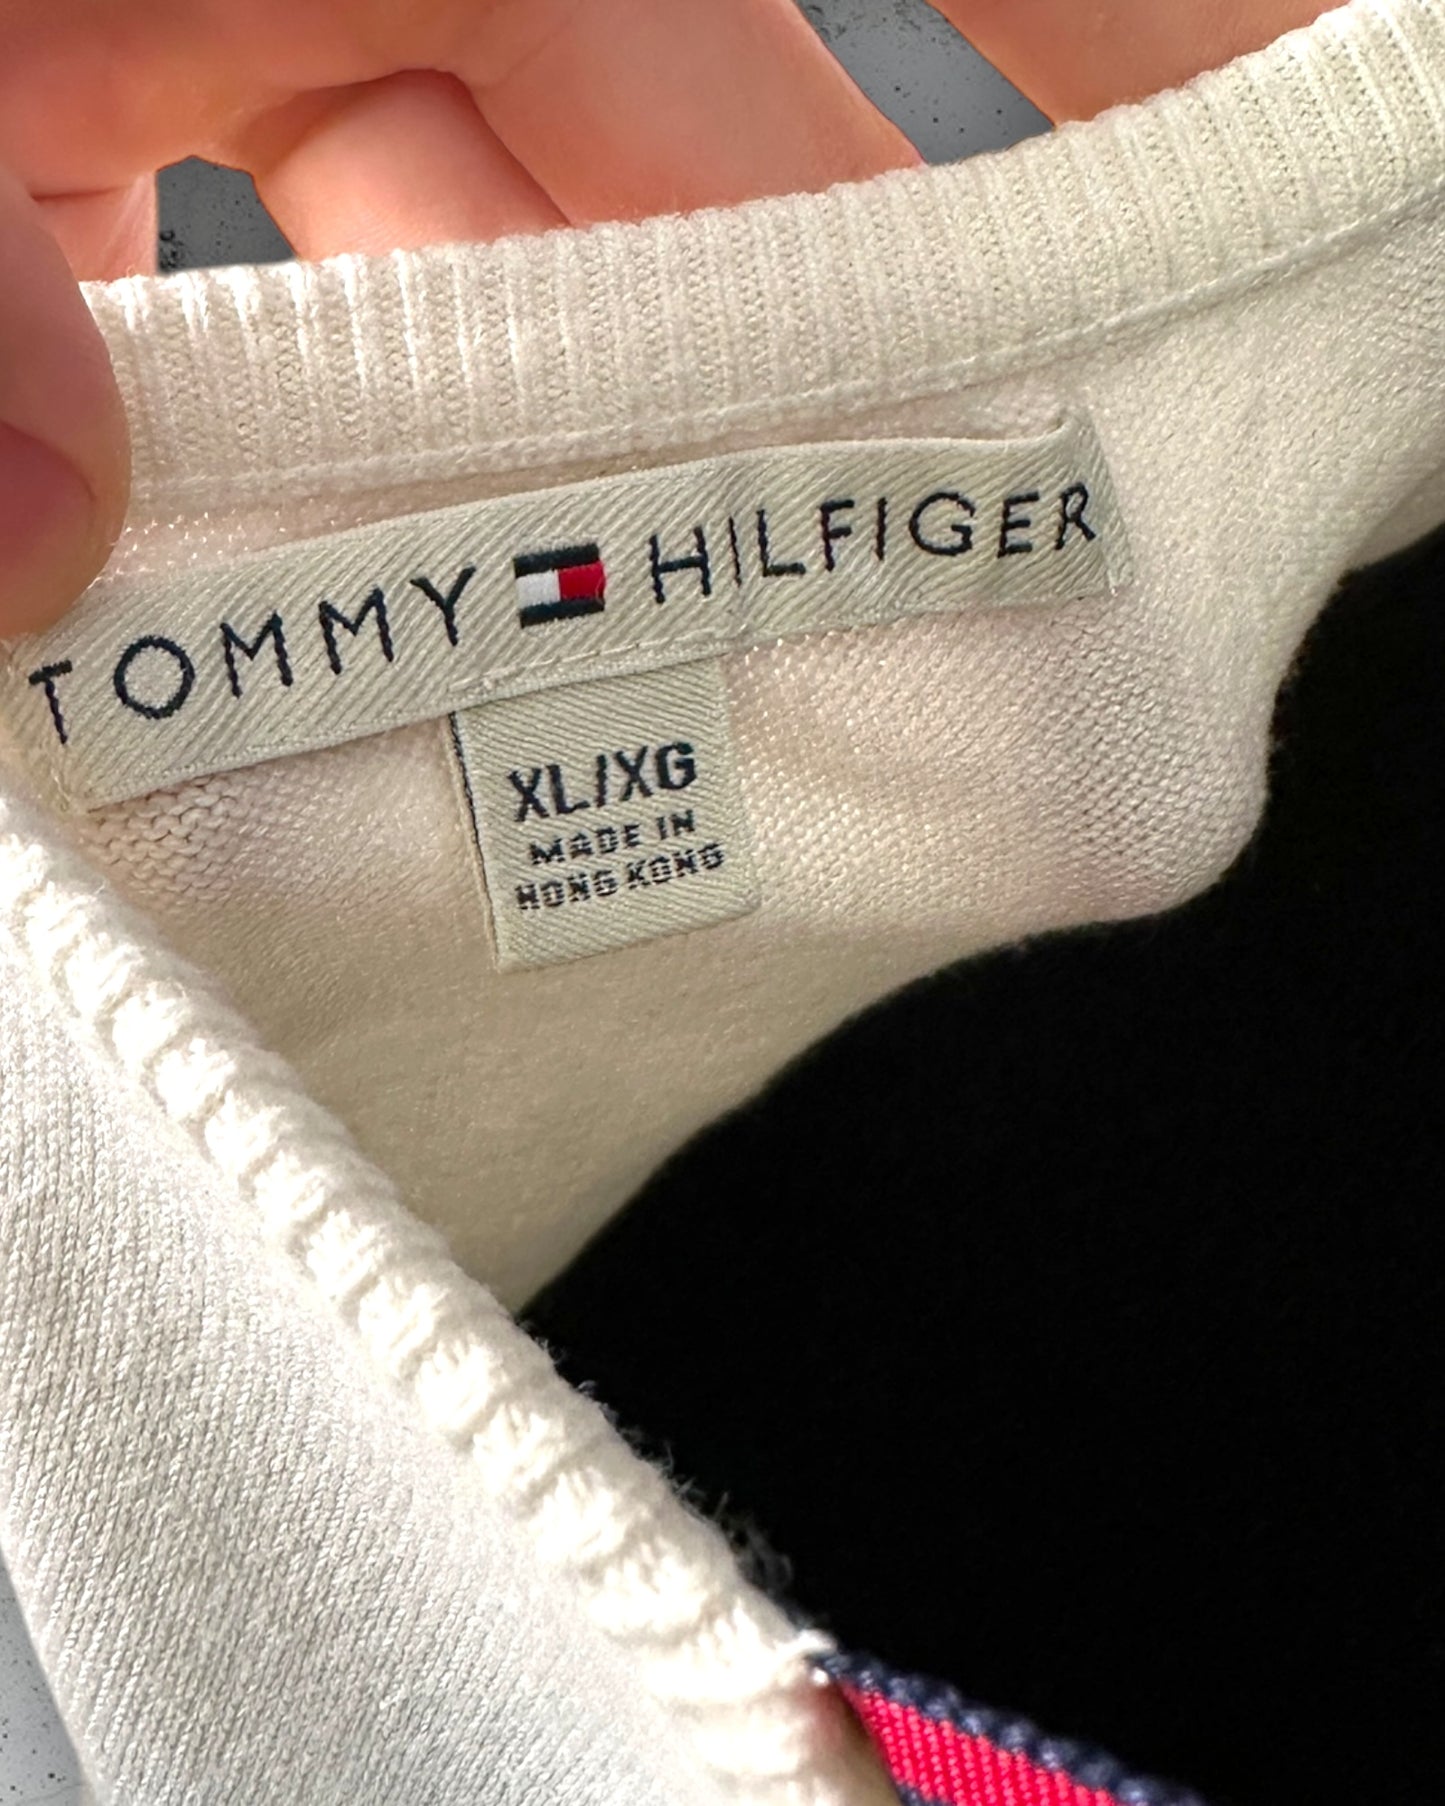 TOMMY HILFIGER
XL/XG
MADE IN
HONG KONG